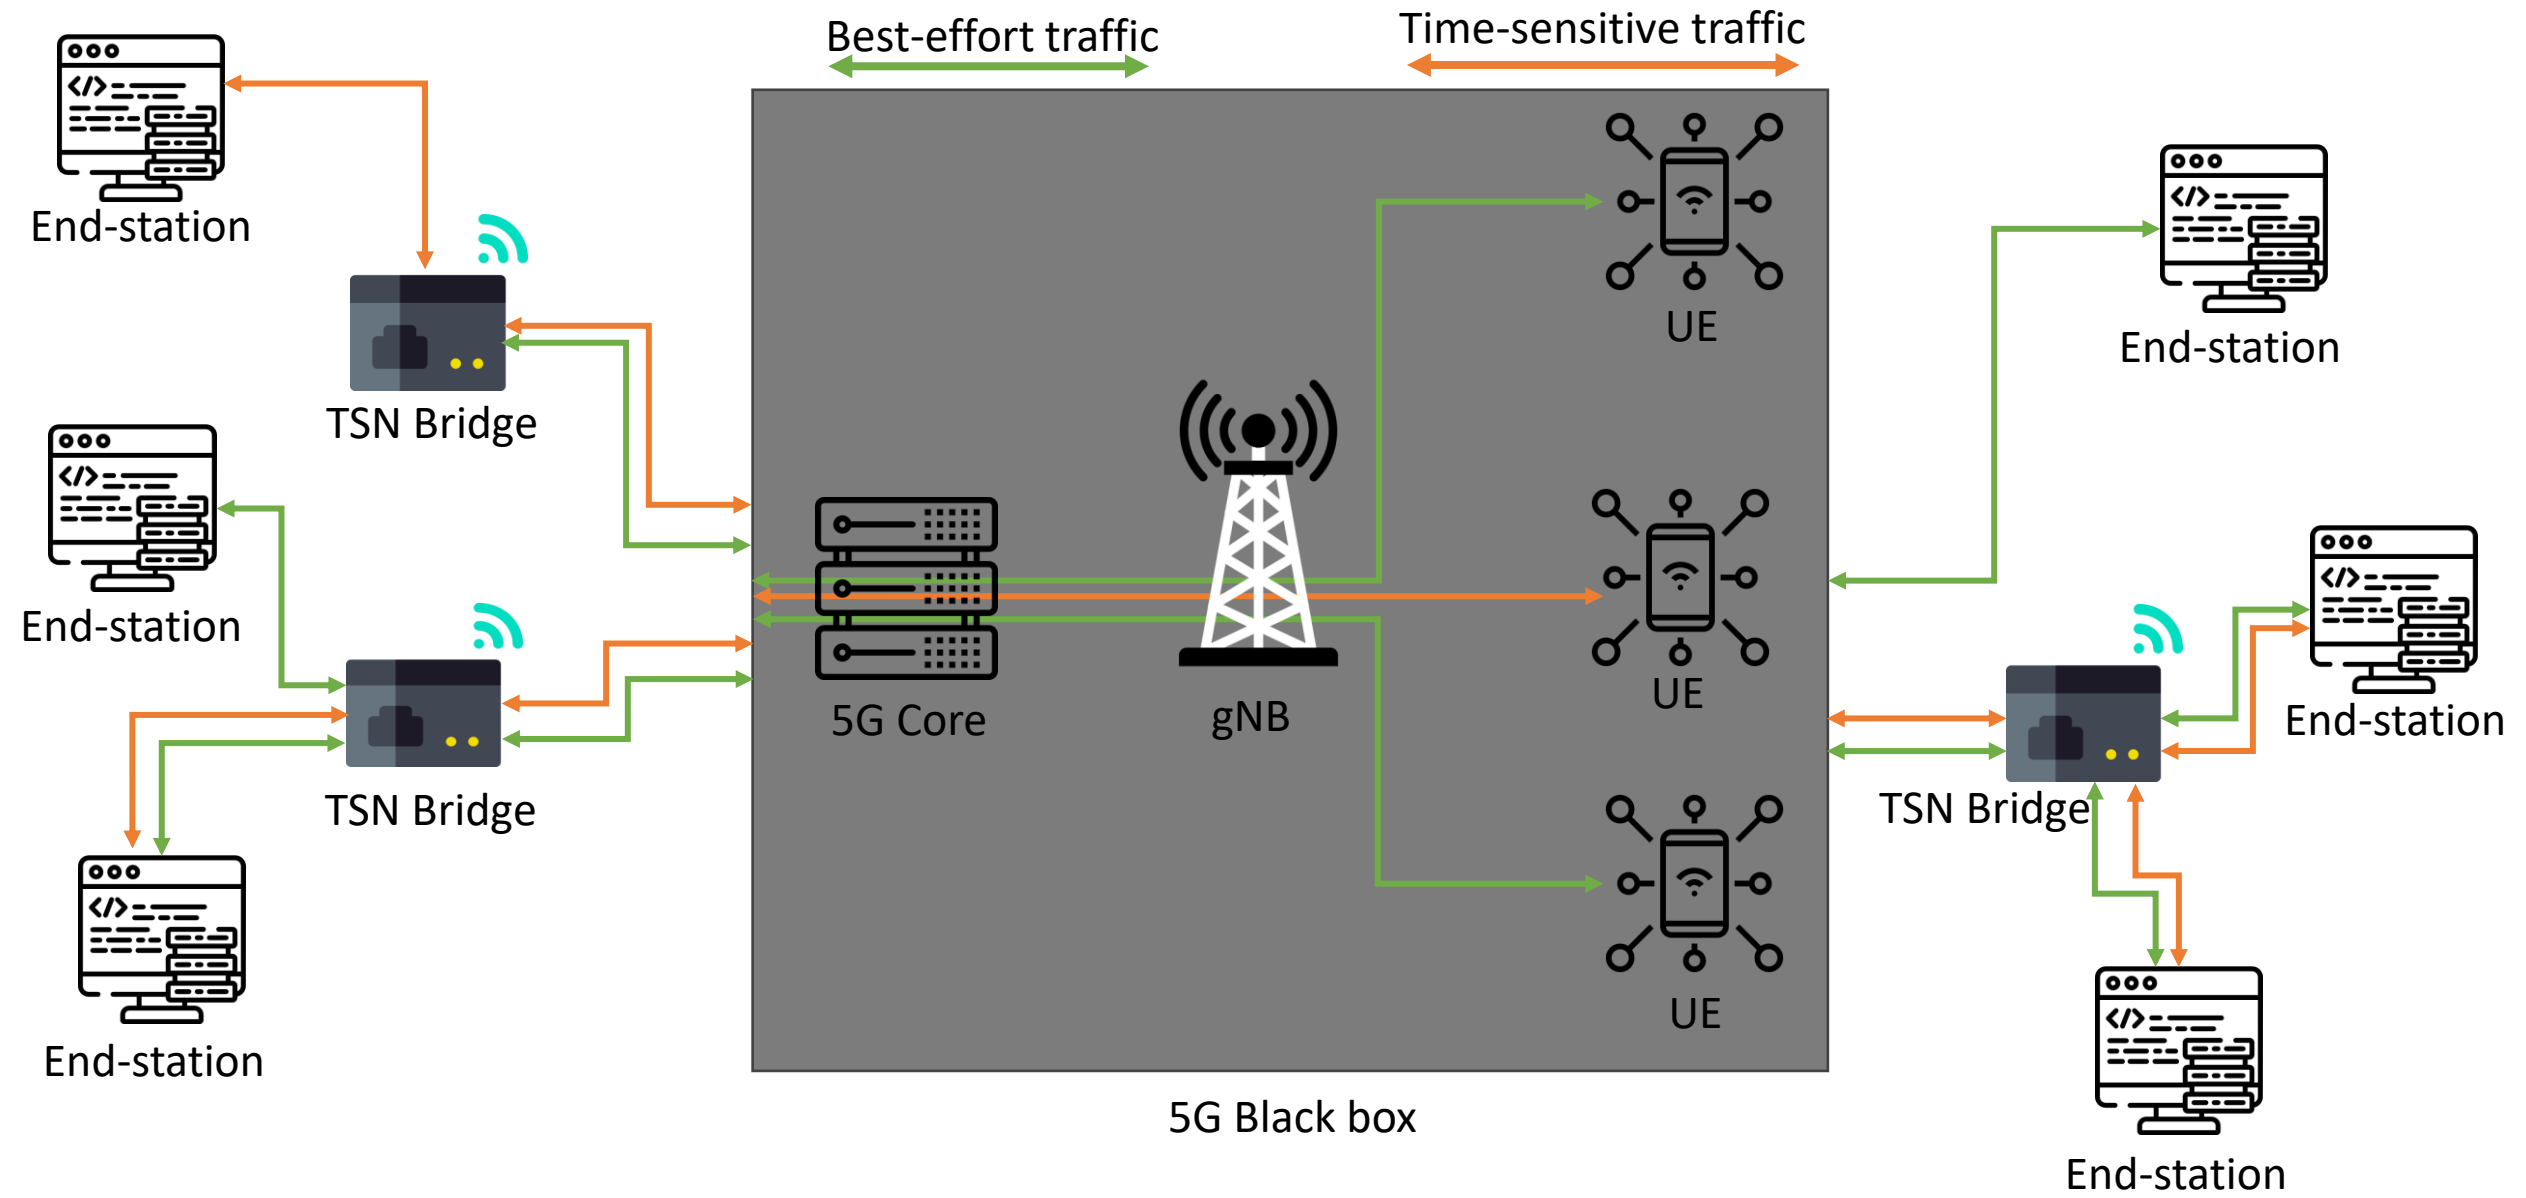 Best-effort traffic
Time-sensitive traffic
End-station
TSN Bridge
End-station
TSN Bridge
End-station
5G Core
gNB
UE
UE
UE
5G Black box
End-station
End-station
TSN Bridge
End-station